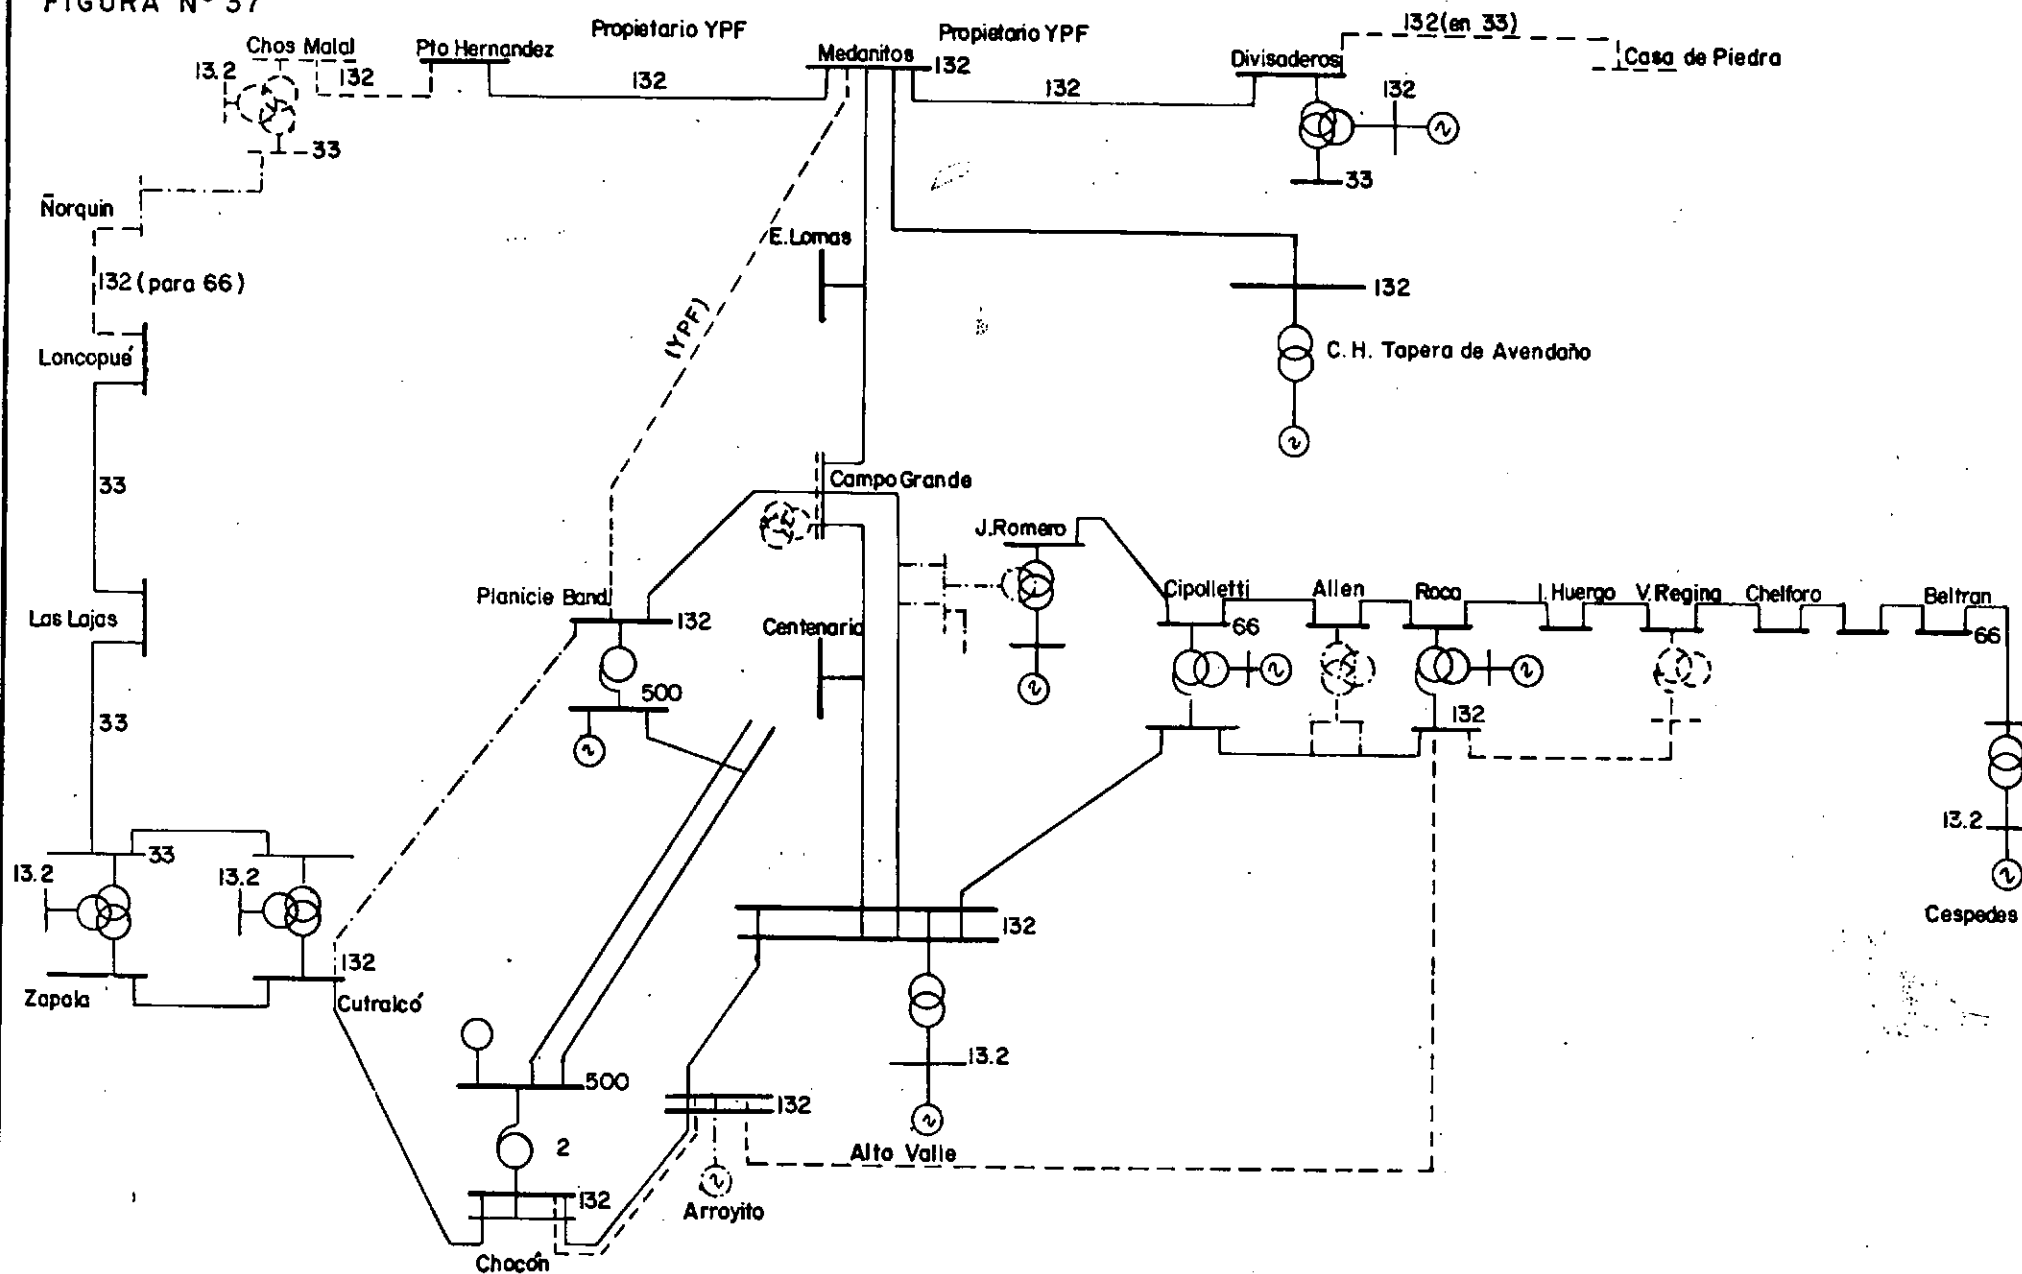 FIGURA Nº 37
Propietario YPF
Propietario YPF
132(en 33)
Chos Malal
Pto Hernandez
Medanitos
132
Divisaderos
Casa de Piedra
13.2
132
132
132
132
33
33
Ñorquin
E.Lomas
132(para 66)
132
(YPF)
Loncopué
C. H. Tapera de Avendaño
33
Campo Grande
J.Romero
Planicie Band.
132
Cipolletti
Allen
Roca
I. Huergo
V. Regina
Chelforo
Beltran
Las Lajas
Centenario
66
66
500
33
132
13.2
33
13.2
13.2
132
132
Cespedes
Zapala
Cutralcó
13.2
500
132
2
Alto Valle
132
Arroyito
Chocón